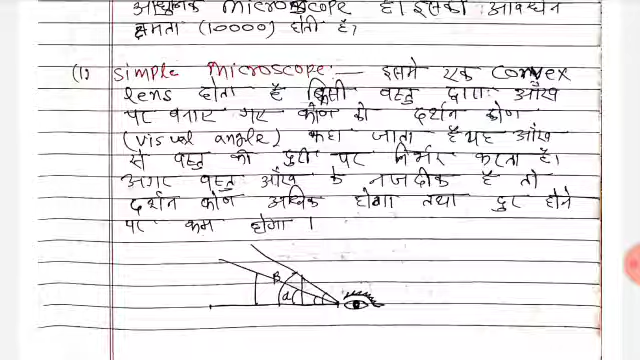 आधुनिक Microscope है। इसकी आवर्धन
क्षमता (10000) होती है।
(1) Simple Microscope:— इसमे एक convex
lens होता है किसी वस्तु द्वारा आँख
पर बनाए गए कोण को दर्शन कोण
(visual angle) कहा जाता है यह आँख
से वस्तु की दुरी पर निर्भर करता है।
अगर वस्तु आँख के नजदीक है तो
दर्शन कोण अधिक होगा तथा दुर होने
पर कम होगा।
B a